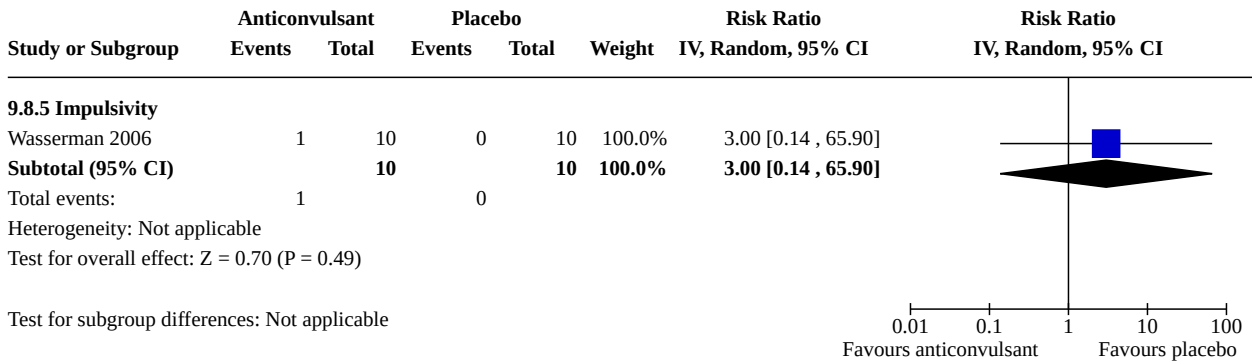 Anticonvulsant Placebo Risk Ratio Risk Ratio
Study or Subgroup Events Total Events Total Weight IV, Random, 95% CI IV, Random, 95% CI
9.8.5 Impulsivity
Wasserman 2006 1 10 0 10 100.0% 3.00 [0.14 , 65.90]
Subtotal (95% CI) 10 10 100.0% 3.00 [0.14 , 65.90]
Total events: 1 0
Heterogeneity: Not applicable
Test for overall effect: Z = 0.70 (P = 0.49)
Test for subgroup differences: Not applicable
0.01 0.1 1 10 100
Favours anticonvulsant Favours placebo